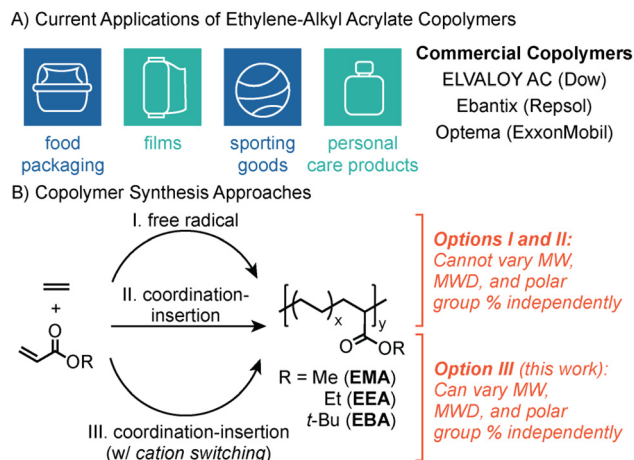 A) Current Applications of Ethylene-Alkyl Acrylate Copolymers
food
packaging
films
sporting
goods
personal
care products
Commercial Copolymers
ELVALOY AC (Dow)
Ebantix (Repsol)
Optema (ExxonMobil)
B) Copolymer Synthesis Approaches
I. free radical
II. coordination-
insertion
III. coordination-insertion
(w/ cation switching)
+
O
OR
x
y
O
OR
R = Me (EMA)
Et (EEA)
t-Bu (EBA)
Options I and II:
Cannot vary MW,
MWD, and polar
group % independently
Option III (this work):
Can vary MW,
MWD, and polar
group % independently